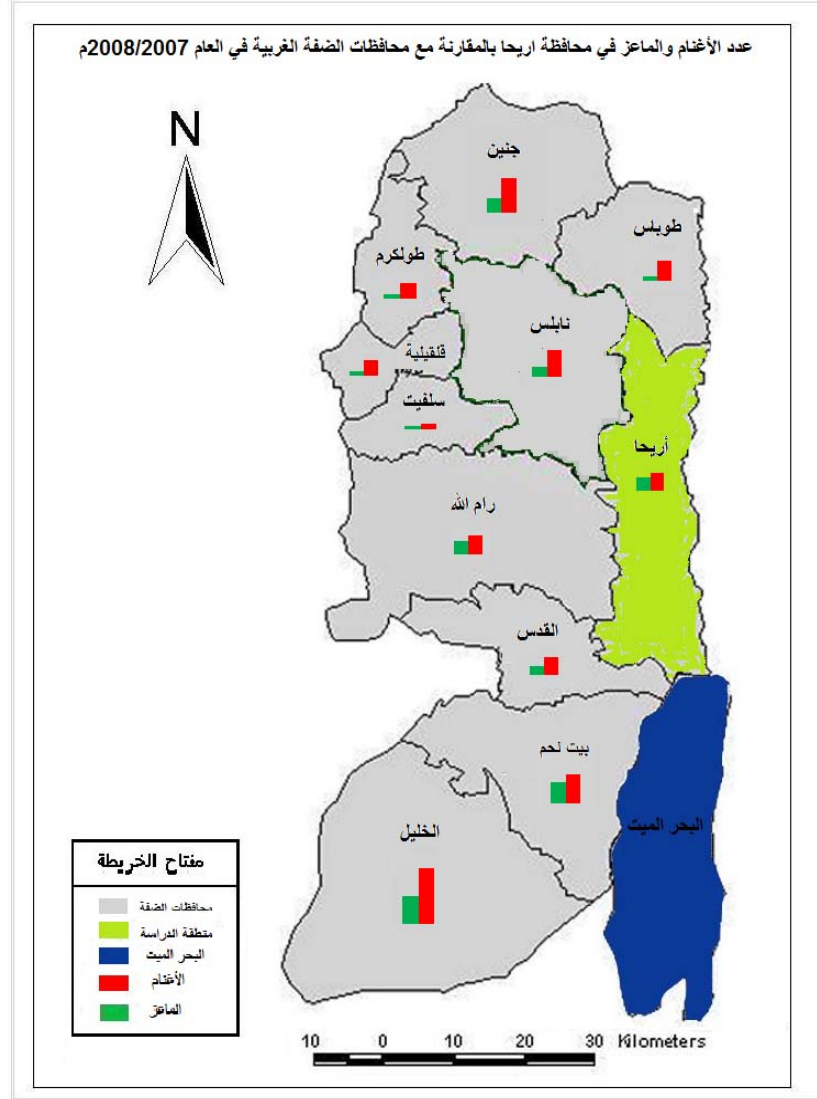 عدد الأغنام والماعز في محافظة اريحا بالمقارنة مع محافظات الضفة الغربية في العام 2008/2007م
N
جنين
طوباس
طولكرم
نابلس
قلقيلية
سلفيت
أريحا
رام الله
القدس
بيت لحم
الخليل
البحر الميت
مفتاح الخريطة
محافظات الضفة
منطقة الدراسة
البحر الميت
الأغنام
الماعز
10 0 10 20 30 Kilometers